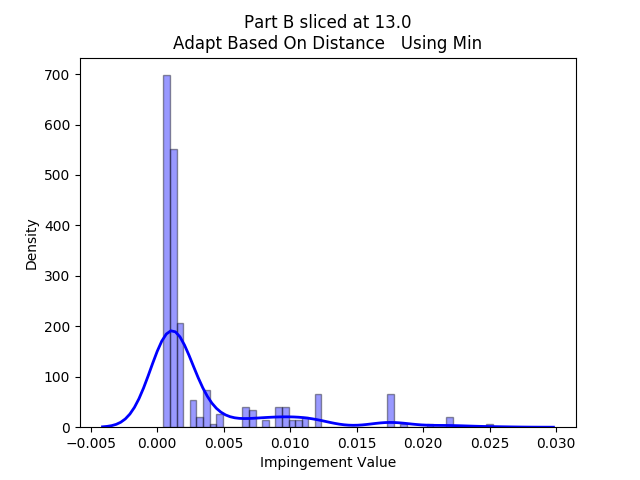 Part B sliced at 13.0
Adapt Based On Distance   Using Min
700
600
500
400
300
200
100
0
Density
−0.005 0.000 0.005 0.010 0.015 0.020 0.025 0.030
Impingement Value